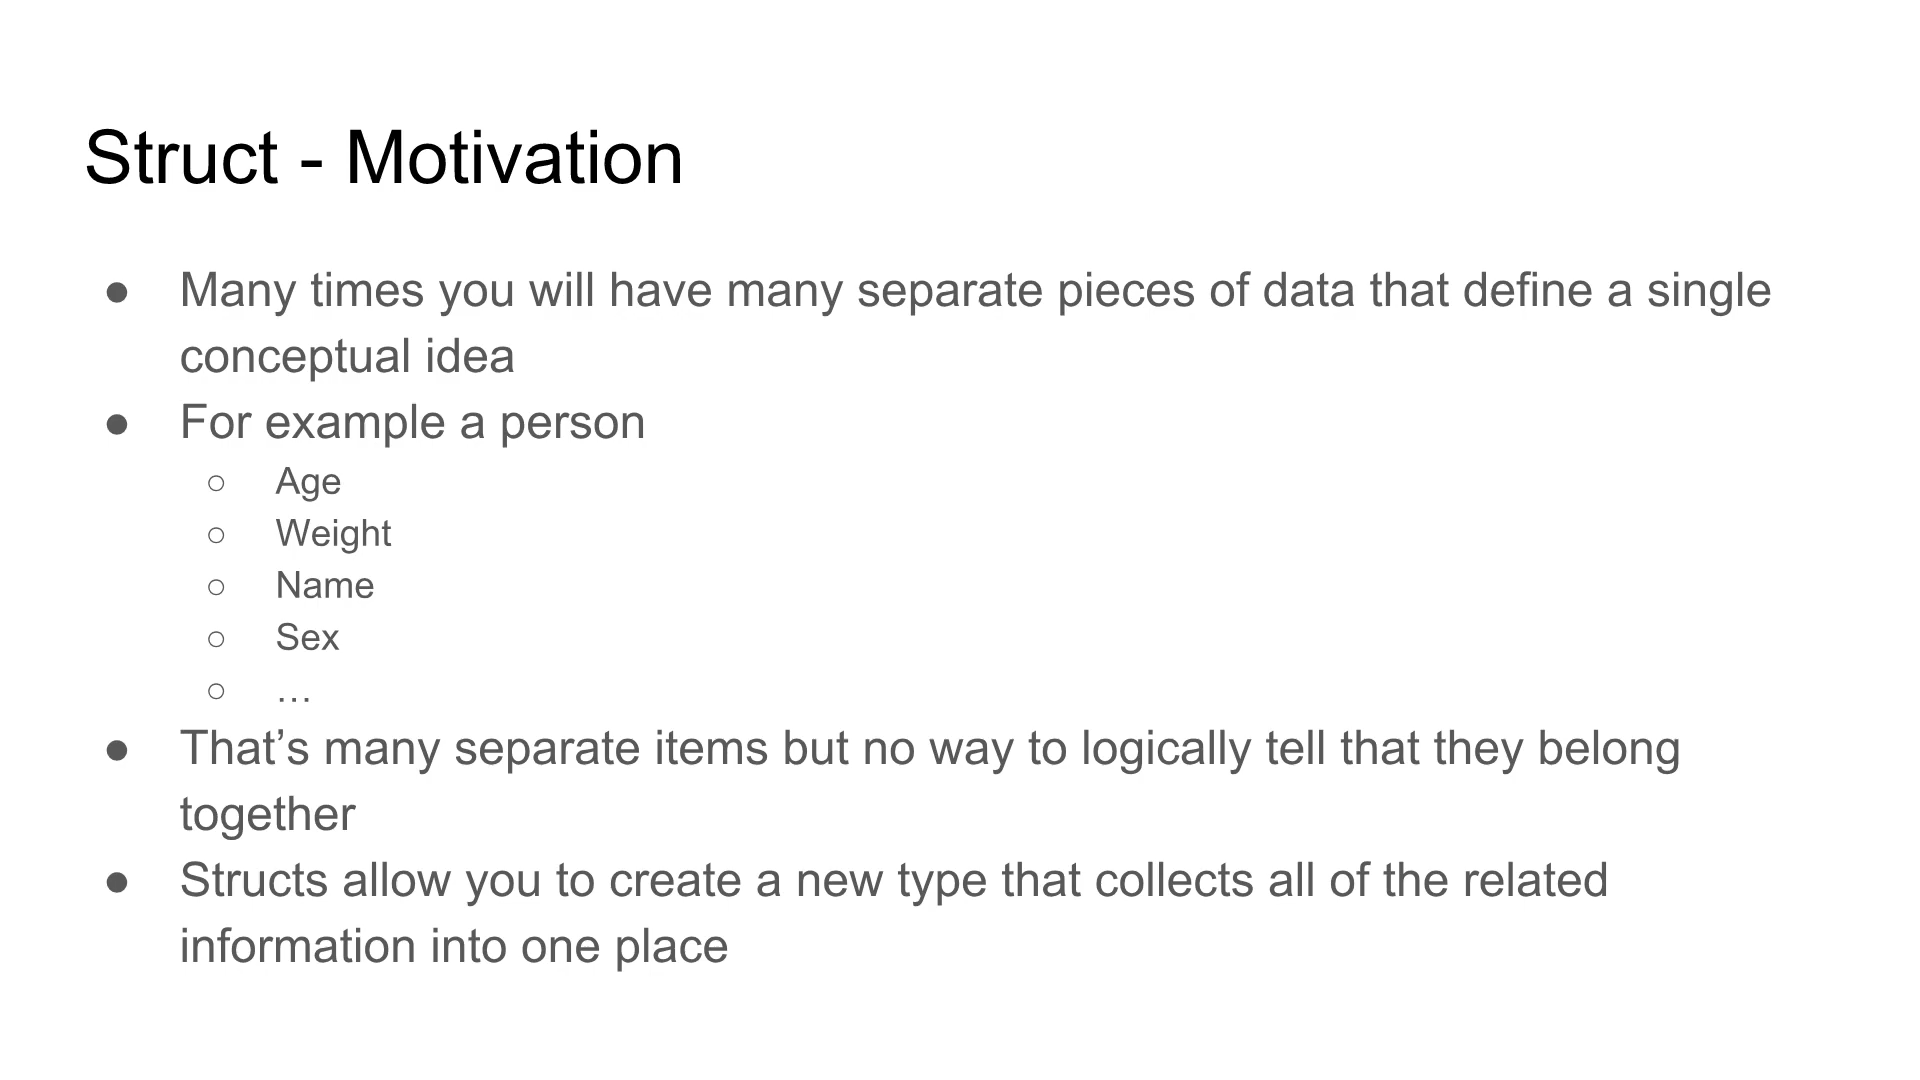 Struct - Motivation
● Many times you will have many separate pieces of data that define a single
conceptual idea
● For example a person
○ Age
○ Weight
○ Name
○ Sex
○ …
● That’s many separate items but no way to logically tell that they belong
together
● Structs allow you to create a new type that collects all of the related
information into one place